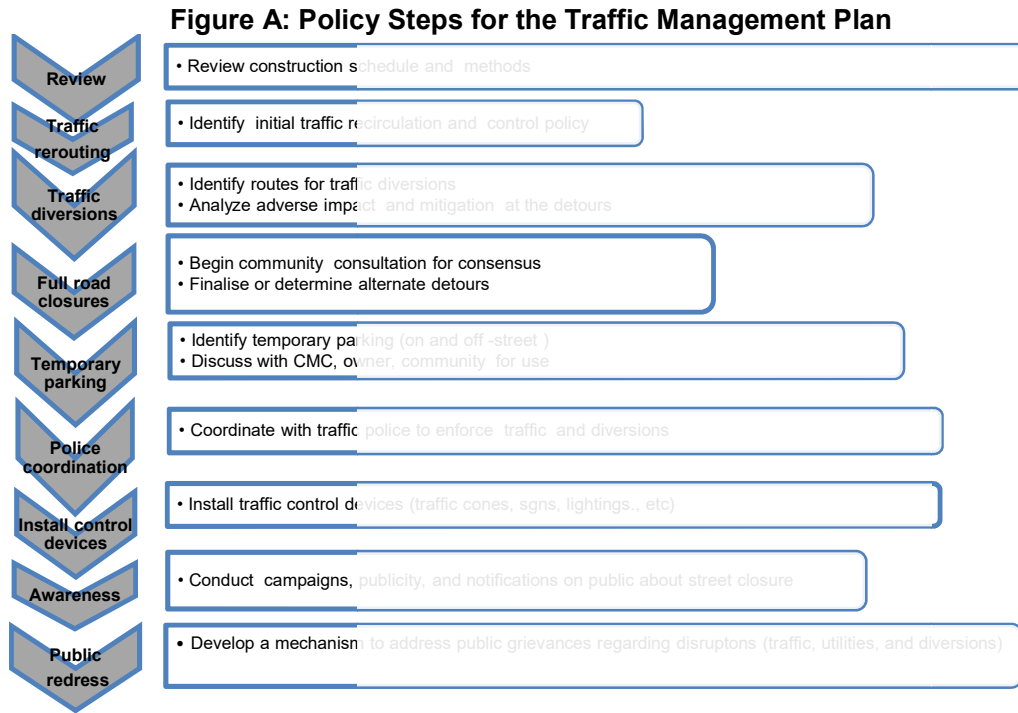 Figure A: Policy Steps for the Traffic Management Plan
Review
• Review construction schedule and methods
Traffic
rerouting
• Identify initial traffic recirculation and control policy
Traffic
diversions
• Identify routes for traffic diversions
• Analyze adverse impact and mitigation at the detours
Full road
closures
• Begin community consultation for consensus
• Finalise or determine alternate detours
Temporary
parking
• Identify temporary parking (on and off -street )
• Discuss with CMC, owner, community for use
Police
coordination
• Coordinate with traffic police to enforce traffic and diversions
Install control
devices
• Install traffic control devices (traffic cones, sgns, lightings., etc)
Awareness
• Conduct campaigns, publicity, and notifications on public about street closure
Public
redress
• Develop a mechanism to address public grievances regarding disruptons (traffic, utilities, and diversions)